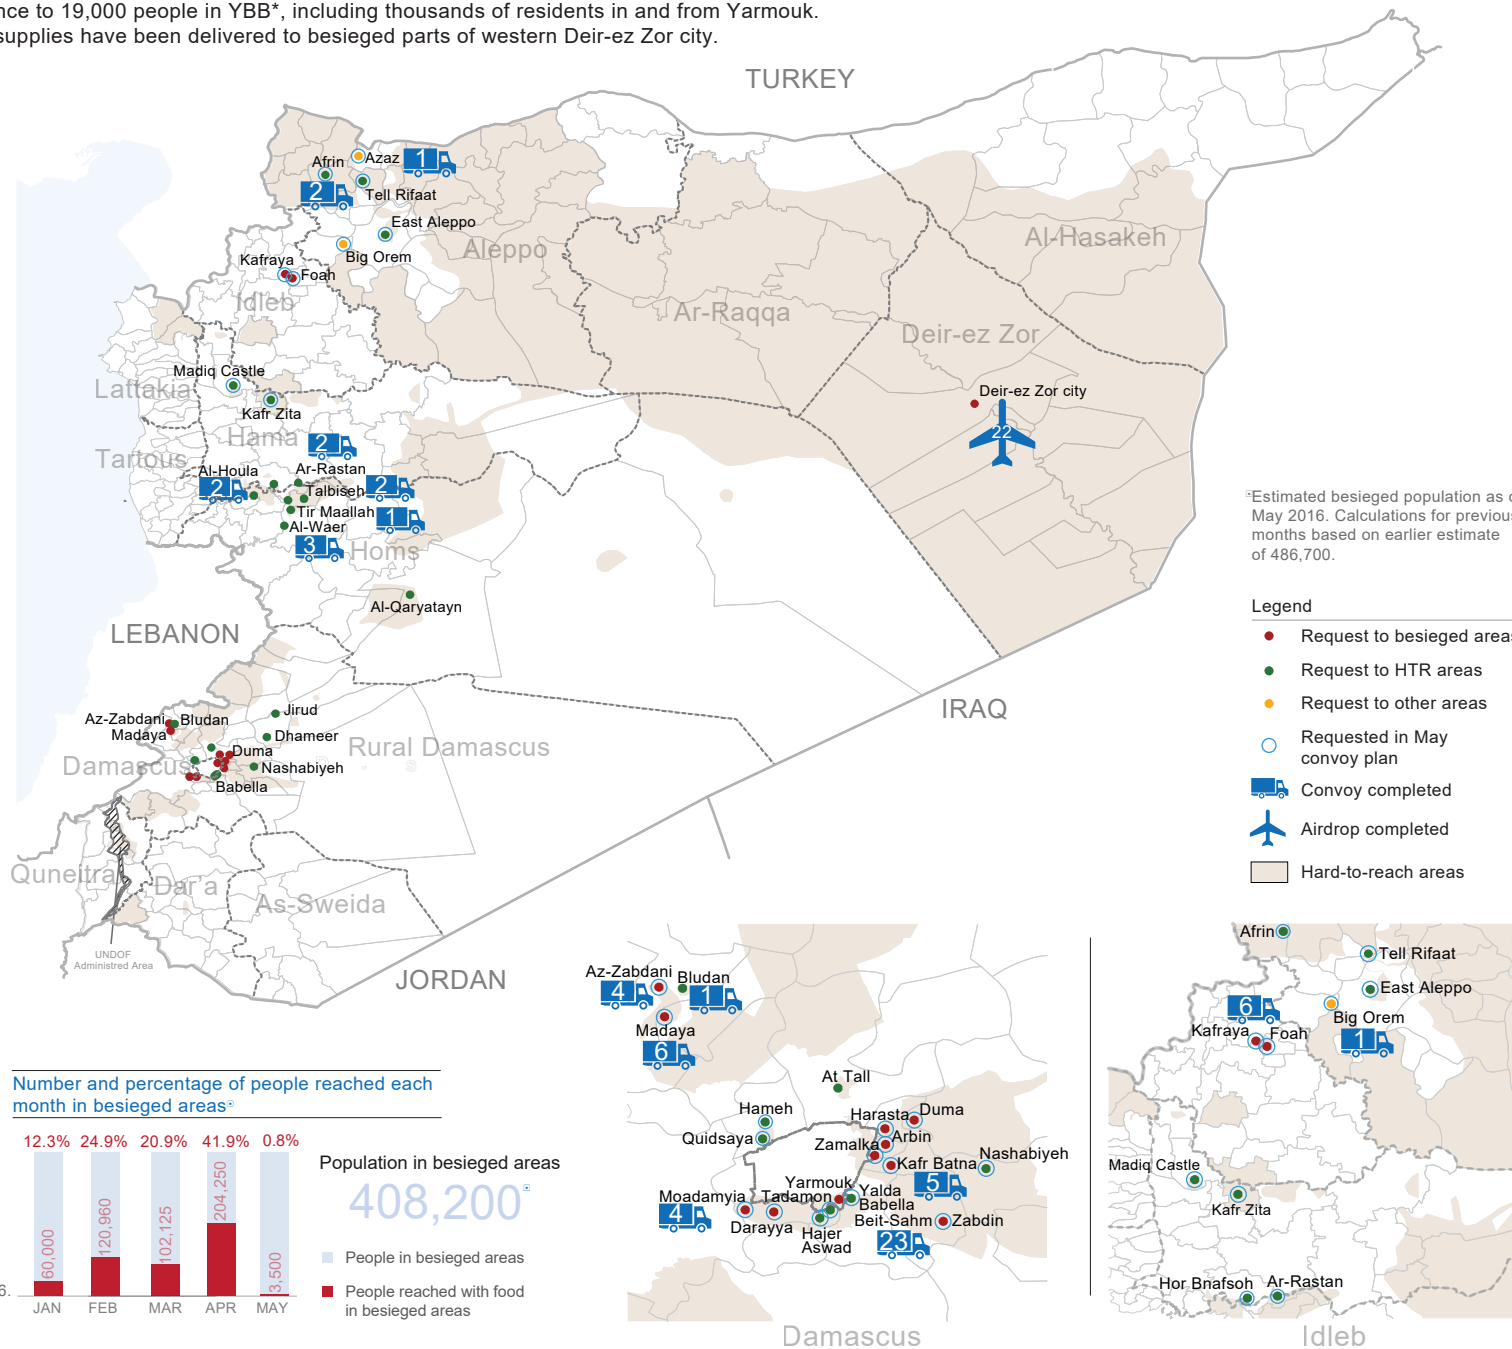 nce to 19,000 people in YBB*, including thousands of residents in and from Yarmouk.
supplies have been delivered to besieged parts of western Deir-ez Zor city.
TURKEY
Afrin
Azaz
1
2
Tell Rifaat
East Aleppo
Aleppo
Big Orem
Kafraya
Foah
Idleb
Al-Hasakeh
Ar-Raqqa
Deir-ez Zor
Deir-ez Zor city
22
Madiq Castle
Lattakia
Kafr Zita
Hama
2
Tartous
Al-Houla
Ar-Rastan
2
Talbiseh
2
Tir Maallah
1
Al-Waer
3
Homs
Al-Qaryatayn
LEBANON
IRAQ
Az-Zabdani
Bludan
Madaya
Jirud
Dhameer
Duma
Rural Damascus
Damascus
Nashabiyeh
Babella
s
Quneitra
Dar'a
As-Sweida
UNDOF
Administred Area
JORDAN
Estimated besieged population as o
May 2016. Calculations for previous
months based on earlier estimate
of 486,700.
Legend
Request to besieged areas
Request to HTR areas
Request to other areas
Requested in May
convoy plan
Convoy completed
Airdrop completed
Hard-to-reach areas
Number and percentage of people reached each
month in besieged areas
12.3% 24.9% 20.9% 41.9% 0.8%
60,000
120,960
102,125
204,250
3,500
6.
JAN FEB MAR APR MAY
Population in besieged areas
408,200
People in besieged areas
People reached with food
in besieged areas
Az-Zabdani
Bludan
4
1
Madaya
6
At Tall
Hameh
Quidsaya
Harasta
Duma
Arbin
Zamalka
Kafr Batna
Nashabiyeh
5
Yarmouk
Tadamon
Yalda
Babella
Moadamyia
4
Darayya
Hajer
Aswad
Beit-Sahm
Zabdin
23
Damascus
Afrin
Tell Rifaat
East Aleppo
6
Big Orem
Kafraya
Foah
1
Madiq Castle
Kafr Zita
Hor Bnafsoh
Ar-Rastan
Idleb